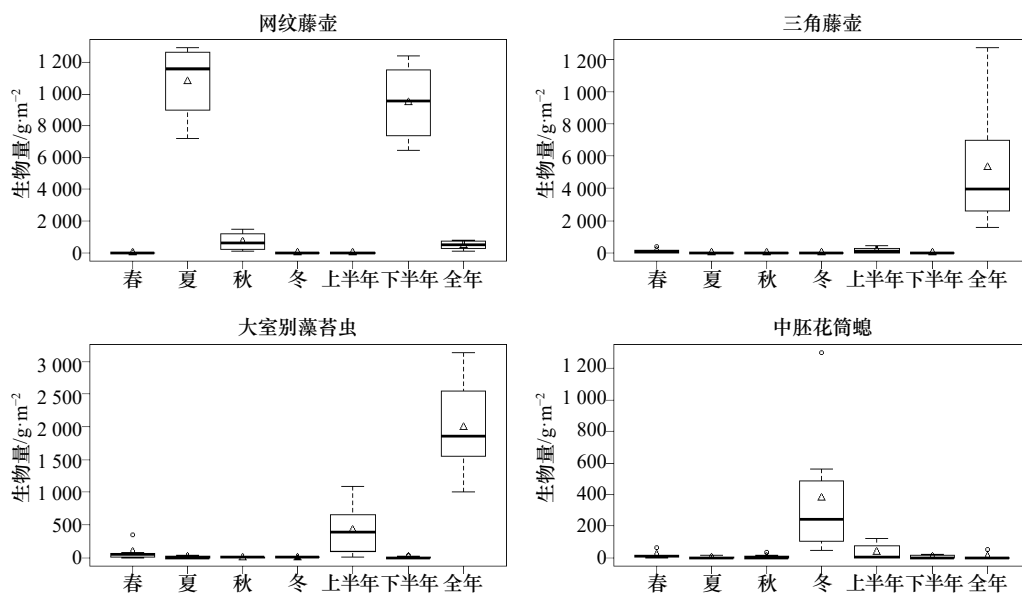 网纹藤壶
1 200
1 000
8 000
6 000
4 000
2 000
0
生物量/g·m⁻²
春 夏 秋 冬 上半年 下半年 全年
三角藤壶
1 200
1 000
8 000
6 000
4 000
2 000
0
生物量/g·m⁻²
春 夏 秋 冬 上半年 下半年 全年
大室别藻苔虫
3 000
2 500
2 000
1 500
1 000
500
0
生物量/g·m⁻²
春 夏 秋 冬 上半年 下半年 全年
中胚花筒螅
1 200
1 000
800
600
400
200
0
生物量/g·m⁻²
春 夏 秋 冬 上半年 下半年 全年